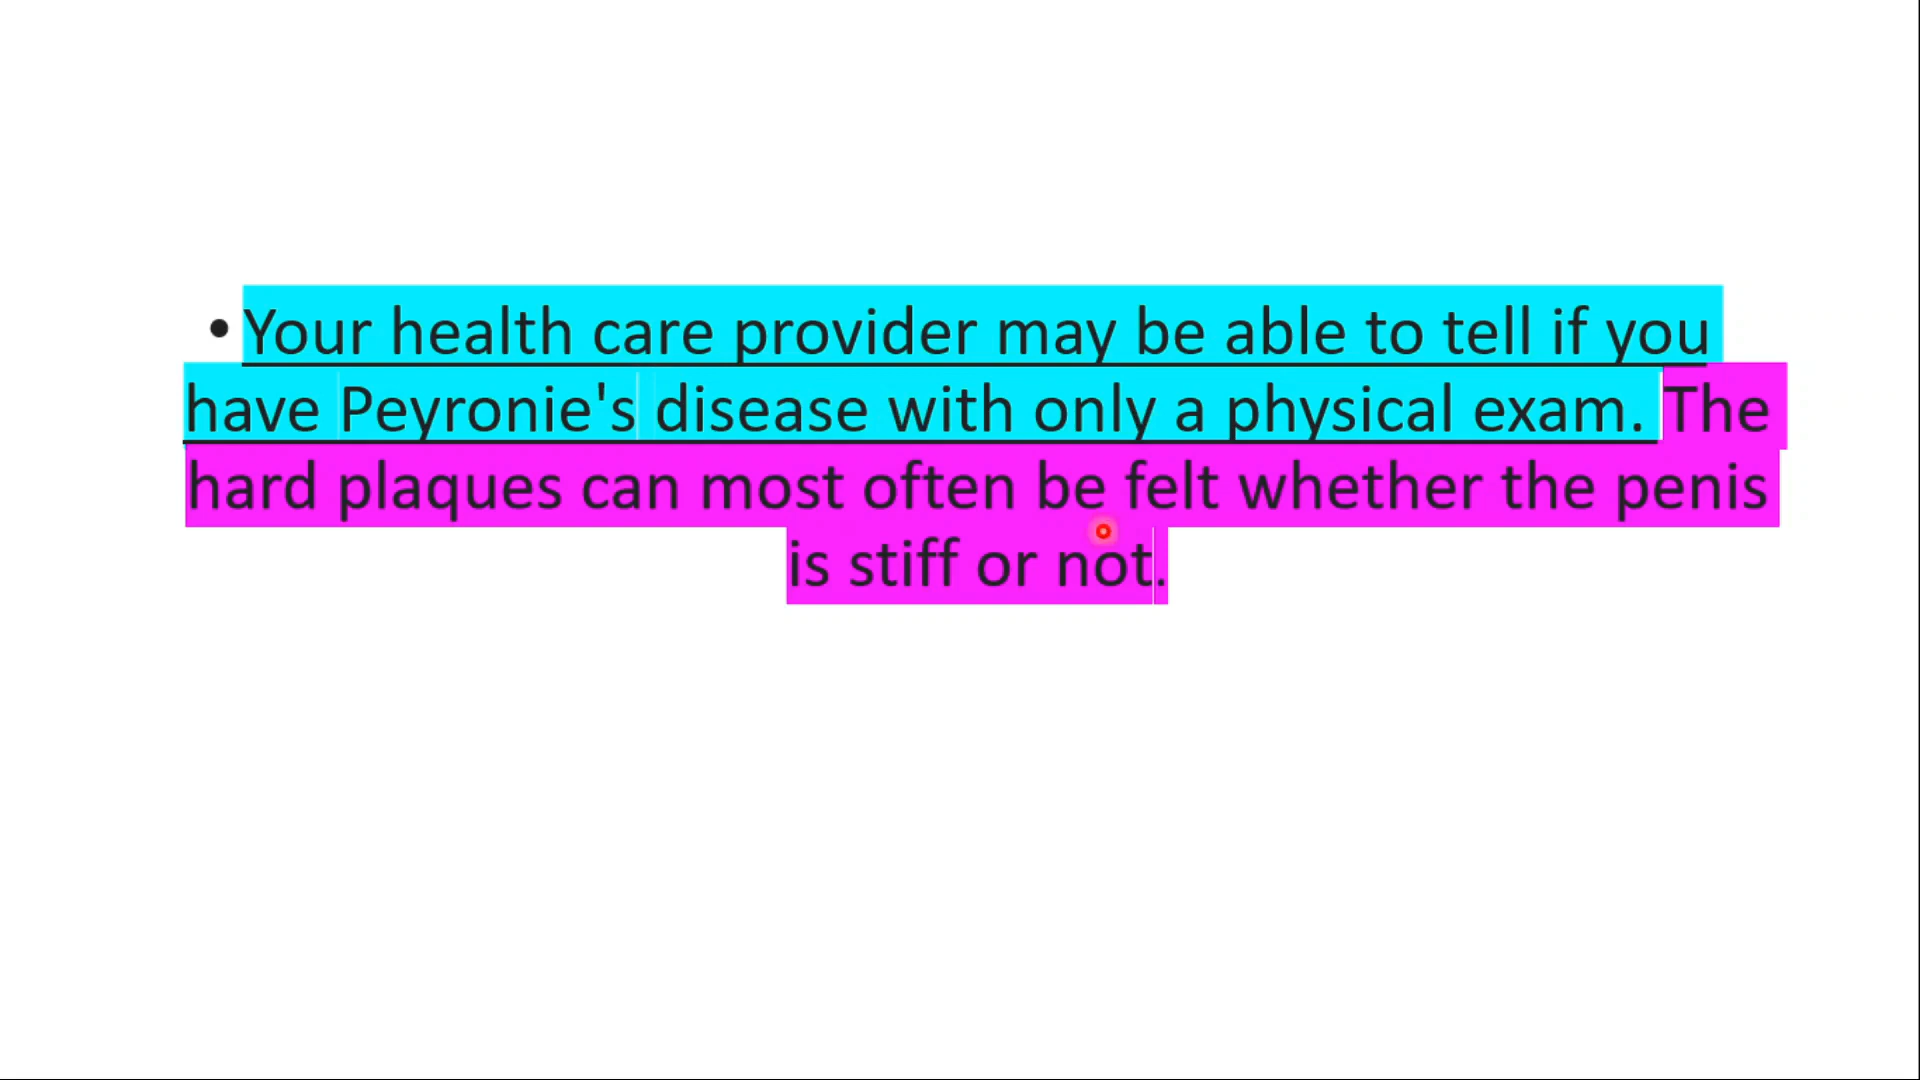 • Your health care provider may be able to tell if you
have Peyronie's disease with only a physical exam. The
hard plaques can most often be felt whether the penis
is stiff or not.